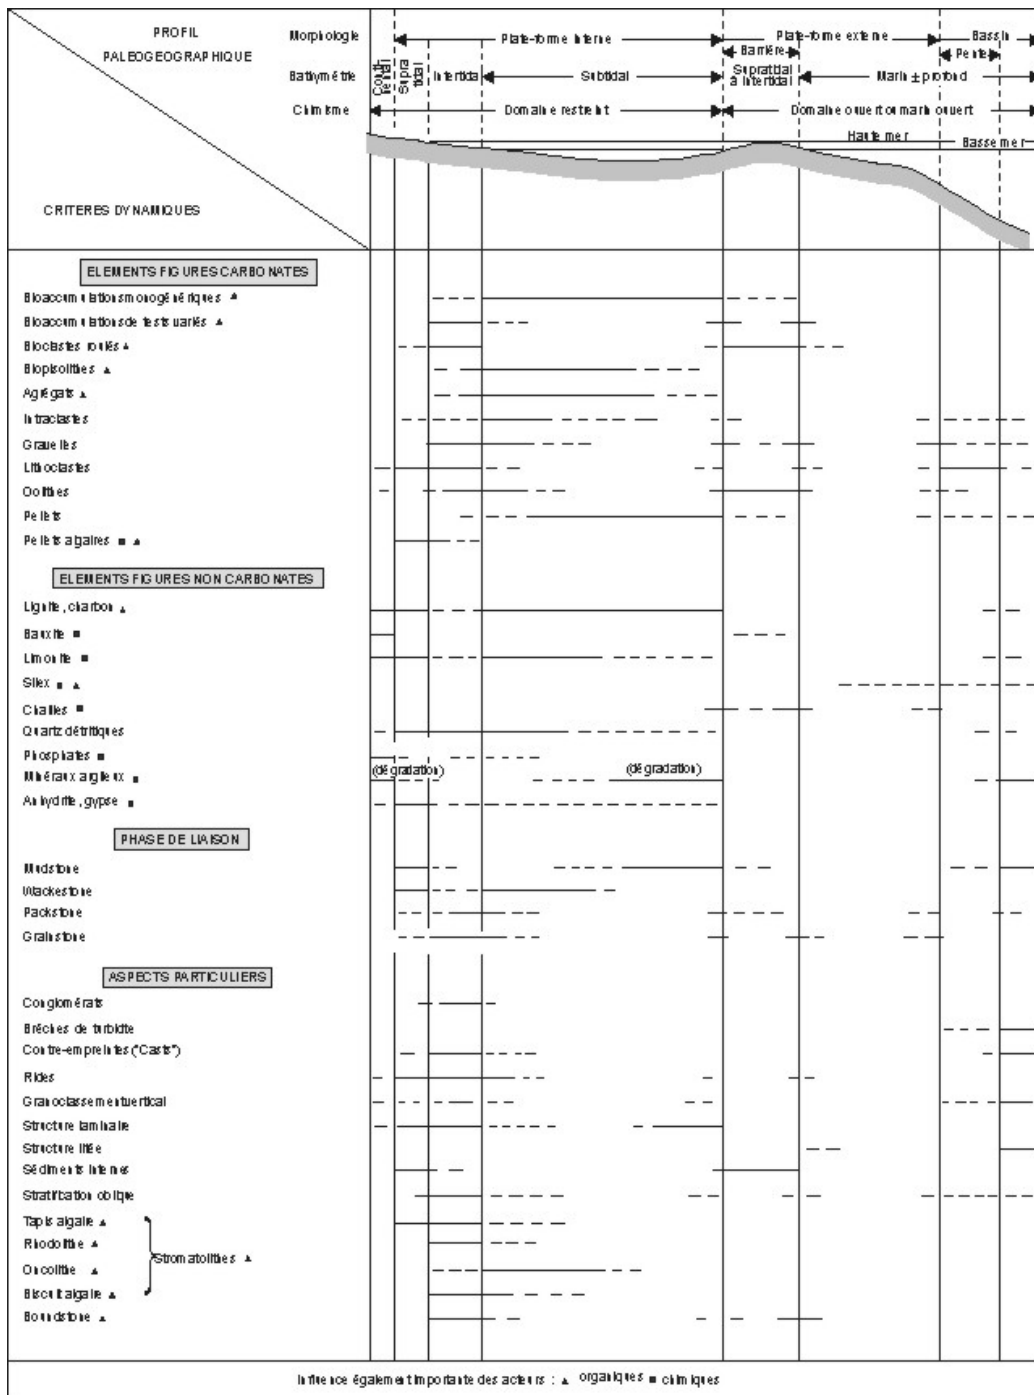 PROFIL
PALEOGEOGRAPHIQUE
CRITERES DYNAMIQUES
Morphologie
Plate-forme interne
Plate-forme externe
Bassin
Barrière
Pente
Bathymétrie
Continental
Supratidal
Intertidal
Subtidal
Supratidal
à Intertidal
Marin ± profond
Chimisme
Domaine restreint
Domaine ouvert ou marin ouvert
Haute mer
Basse mer
ELEMENTS FIGURES CARBONATES
Bioaccumulations monogéniques ▲
Bioaccumulations de tests variés ▲
Bioclastes roulés ▲
Biopisolithes ▲
Agrégats ▲
Intraclastes
Gravelles
Lithoclastes
Oolithes
Pellets
Pellets algaires ■ ▲
ELEMENTS FIGURES NON CARBONATES
Lignite, charbon ▲
Bauxite ■
Limonite ■
Silex ■ ▲
Chailles ■
Quartz détritiques
Phosphates ■
(dégradation)
(dégradation)
Minéraux argileux ■
Anhydrite, gypse ■
PHASE DE LIAISON
Mudstone
Wackestone
Packstone
Grainstone
ASPECTS PARTICULIERS
Conglomérats
Brèches de turbidite
Contre-empreintes ("Casts")
Rides
Granoclassement vertical
Structure laminaire
Structure litée
Sédiments internes
Stratification oblique
Tapis algaire ▲
Rhodolithe ▲
Stromatolithes ▲
Oncolithe ▲
Biscuit algaire ▲
Boundstone ▲
Influence également importante des acteurs : ▲ organiques ■ chimiques